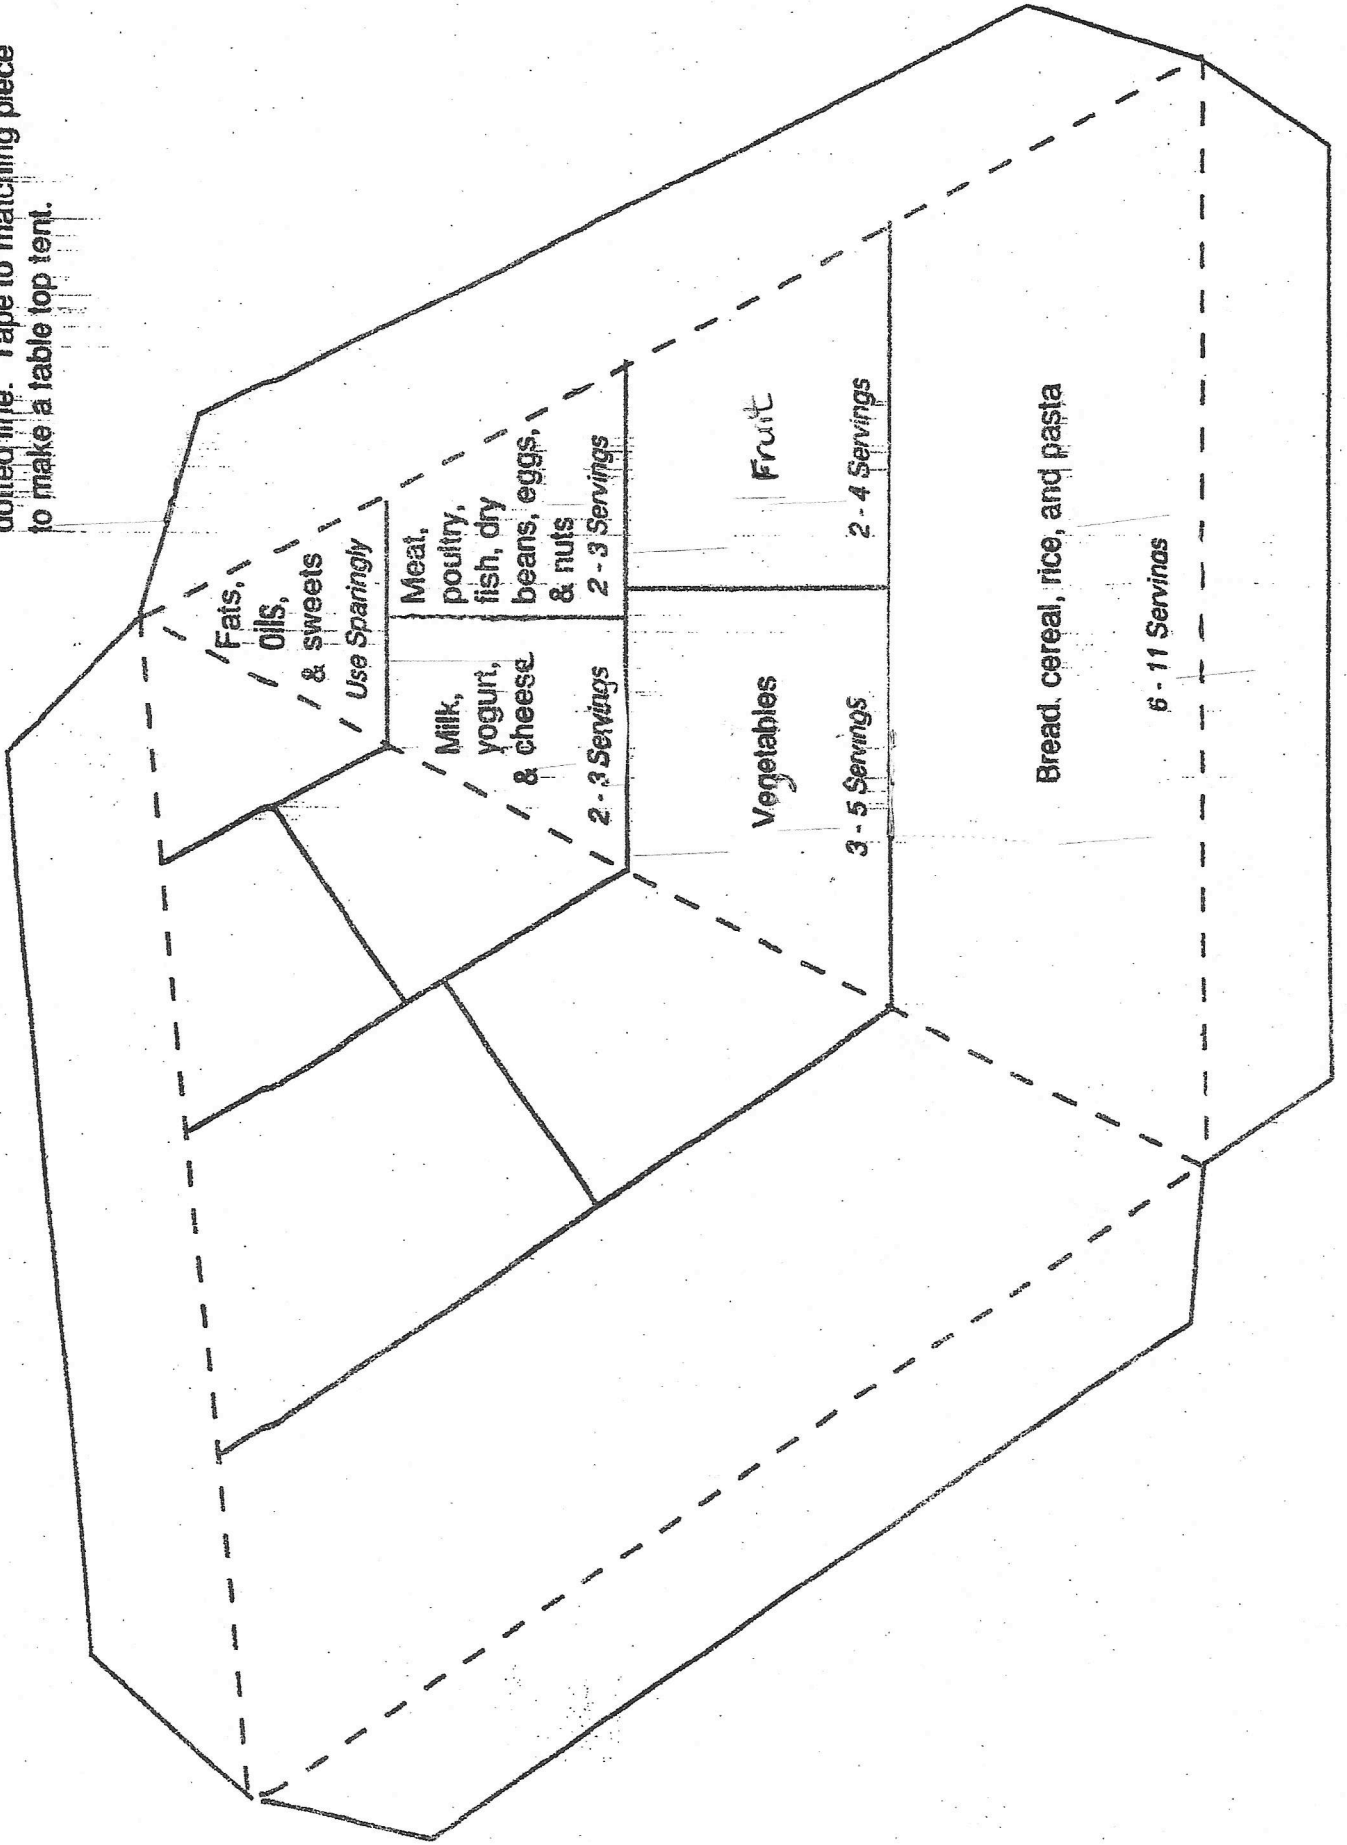 dotted line. Tape to matching piece
to make a table top tent.
Fats,
Oils,
& sweets
Use Sparingly
Milk,
yogurt,
& cheese
2 - 3 Servings
Meat,
poultry,
fish, dry
beans, eggs,
& nuts
2 - 3 Servings
Vegetables
3 - 5 Servings
Fruit
2 - 4 Servings
Bread, cereal, rice, and pasta
6 - 11 Servings